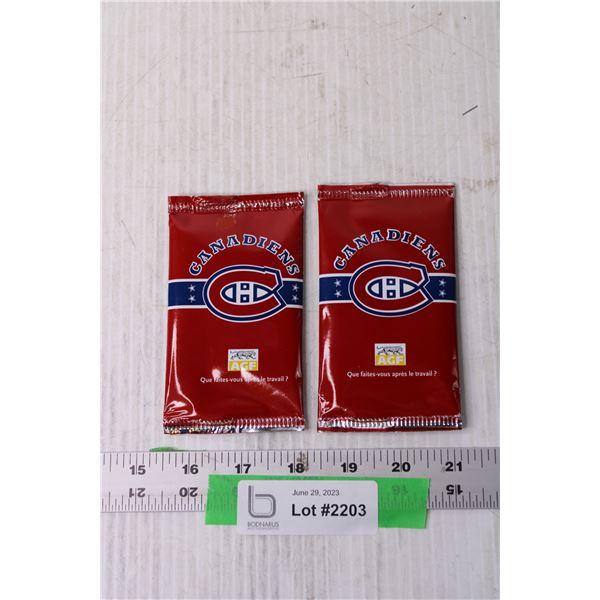 CANADIENS
CANADIENS
AGF
AGF
Que faites-vous après le travail ?
Que faites-vous après le travail ?
15 16 17 18 19 20 21
21 20 16 15
June 29, 2023
Lot #2203
BODNARUS